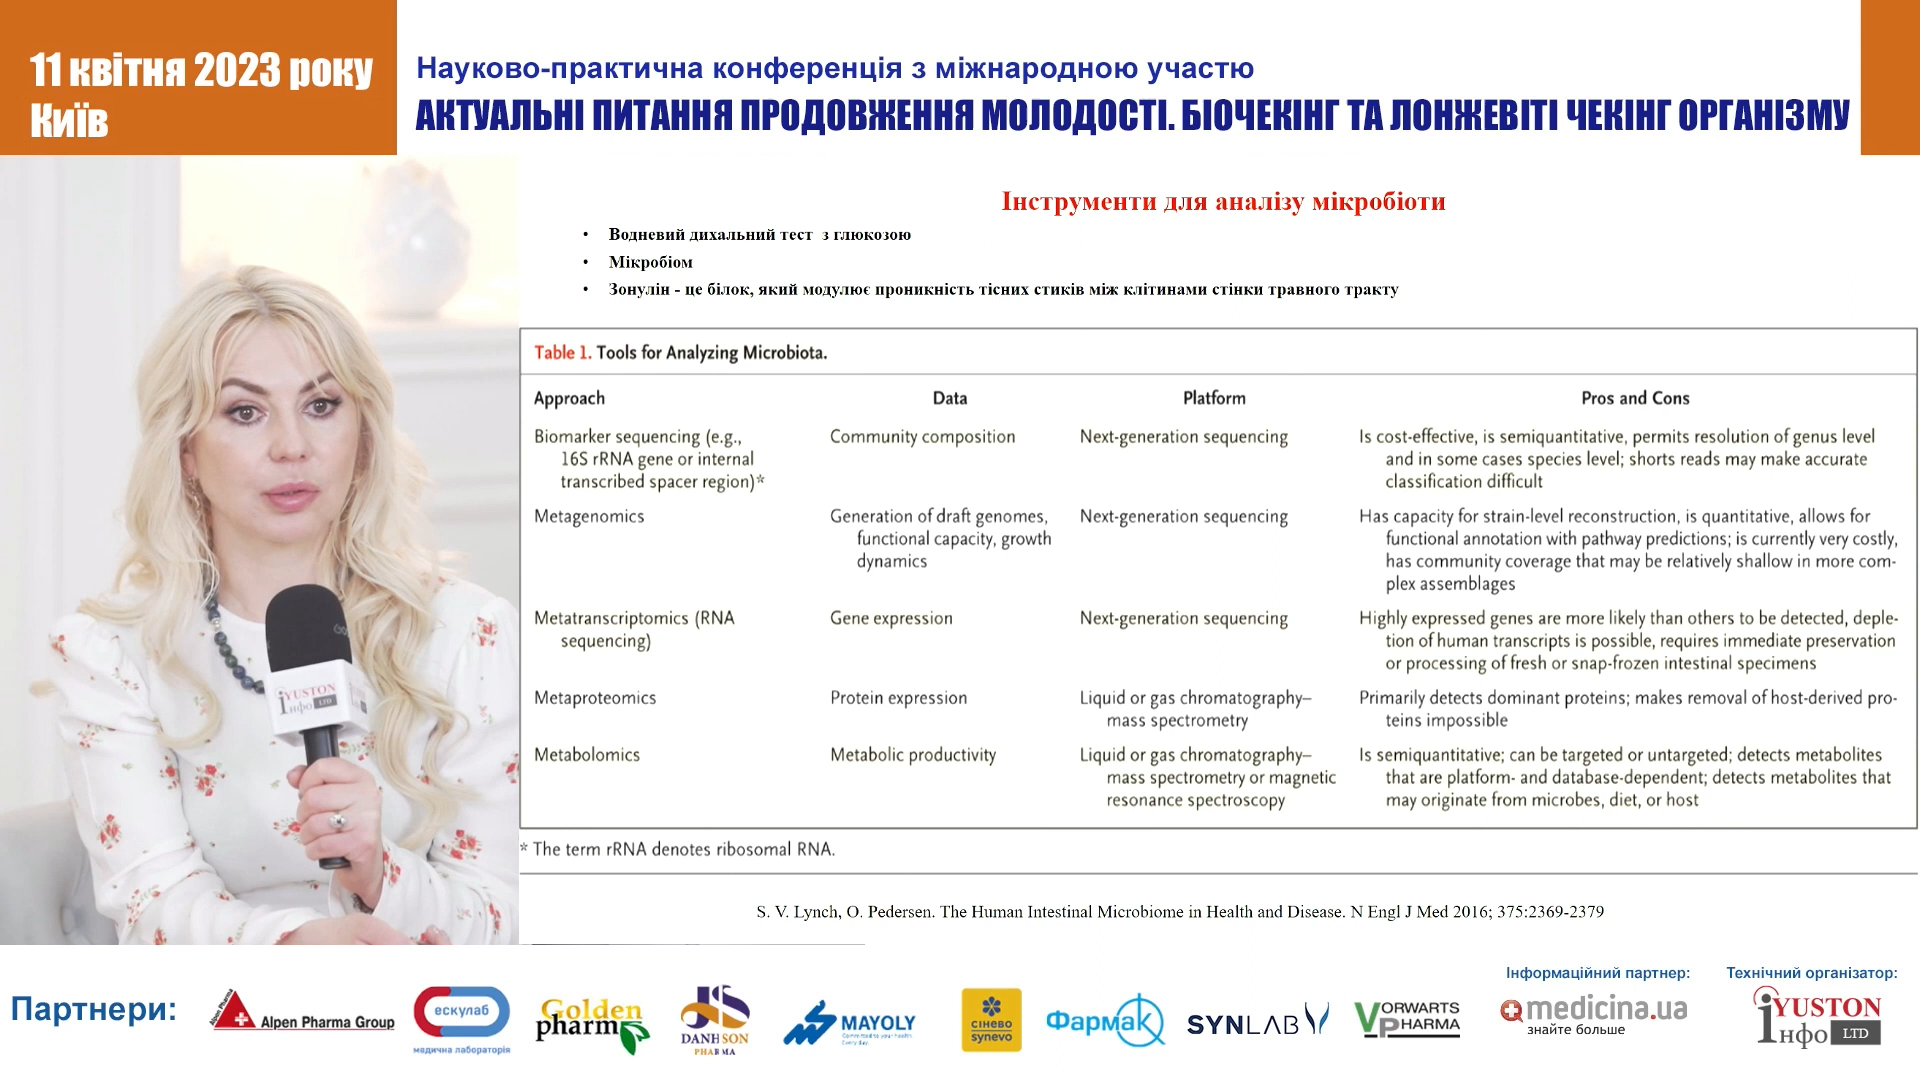 11 квітня 2023 року
Київ
Науково-практична конференція з міжнародною участю
АКТУАЛЬНІ ПИТАННЯ ПРОДОВЖЕННЯ МОЛОДОСТІ. БІОЧЕКІНГ ТА ЛОНЖЕВІТІ ЧЕКІНГ ОРГАНІЗМУ
Інструменти для аналізу мікробіоти
• Водневий дихальний тест з глюкозою
• Мікробіом
• Зонулін - це білок, який модулює проникність тісних стиків між клітинами стінки травного тракту
Table 1. Tools for Analyzing Microbiota.
Approach Data Platform Pros and Cons
Biomarker sequencing (e.g., Community composition Next-generation sequencing Is cost-effective, is semiquantitative, permits resolution of genus level
16S rRNA gene or internal and in some cases species level; shorts reads may make accurate
transcribed spacer region)* classification difficult
Metagenomics Generation of draft genomes, Next-generation sequencing Has capacity for strain-level reconstruction, is quantitative, allows for
functional capacity, growth functional annotation with pathway predictions; is currently very costly,
dynamics has community coverage that may be relatively shallow in more com-
plex assemblages
Metatranscriptomics (RNA Gene expression Next-generation sequencing Highly expressed genes are more likely than others to be detected, deple-
sequencing) tion of human transcripts is possible, requires immediate preservation
or processing of fresh or snap-frozen intestinal specimens
Metaproteomics Protein expression Liquid or gas chromatography– Primarily detects dominant proteins; makes removal of host-derived pro-
mass spectrometry teins impossible
Metabolomics Metabolic productivity Liquid or gas chromatography– Is semiquantitative; can be targeted or untargeted; detects metabolites
mass spectrometry or magnetic that are platform- and database-dependent; detects metabolites that
resonance spectroscopy may originate from microbes, diet, or host
* The term rRNA denotes ribosomal RNA.
S. V. Lynch, O. Pedersen. The Human Intestinal Microbiome in Health and Disease. N Engl J Med 2016; 375:2369-2379
iYUSTON
Інфо LTD
Партнери:
Alpen Pharma
Alpen Pharma Group
ескулаб
медична лабораторія
Golden
pharm
DANHSON
PHARMA
MAYOLY
Committed to your health
Every day.
СІНЕВО
synevo
Фармак
SYNLAB
VORWARTS
PHARMA
Інформаційний партнер:
medicina.ua
знайте больше
Технічний організатор:
iYUSTON
Інфо LTD